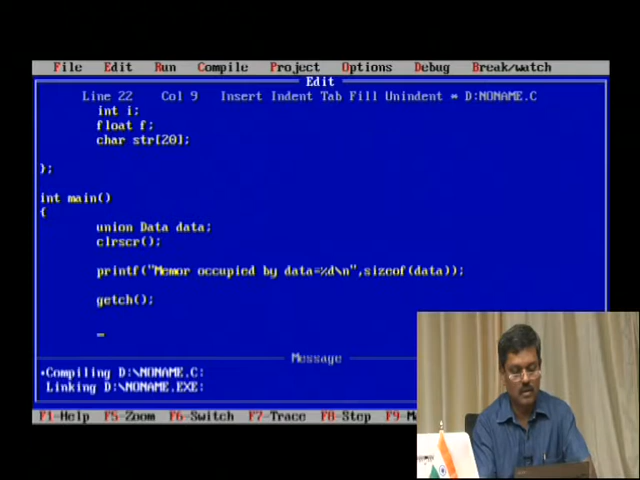 File Edit Run Compile Project Options Debug Break/watch
Edit
Line 22 Col 9 Insert Indent Tab Fill Unindent * D:NONAME.C
int i;
float f;
char str[20];
};
int main()
{
union Data data;
clrscr();
printf("Memor occupied by data=%d\n",sizeof(data));
getch();
Message
•Compiling D:\NONAME.C:
Linking D:\NONAME.EXE:
F1-Help F5-Zoom F6-Switch F7-Trace F8-Step